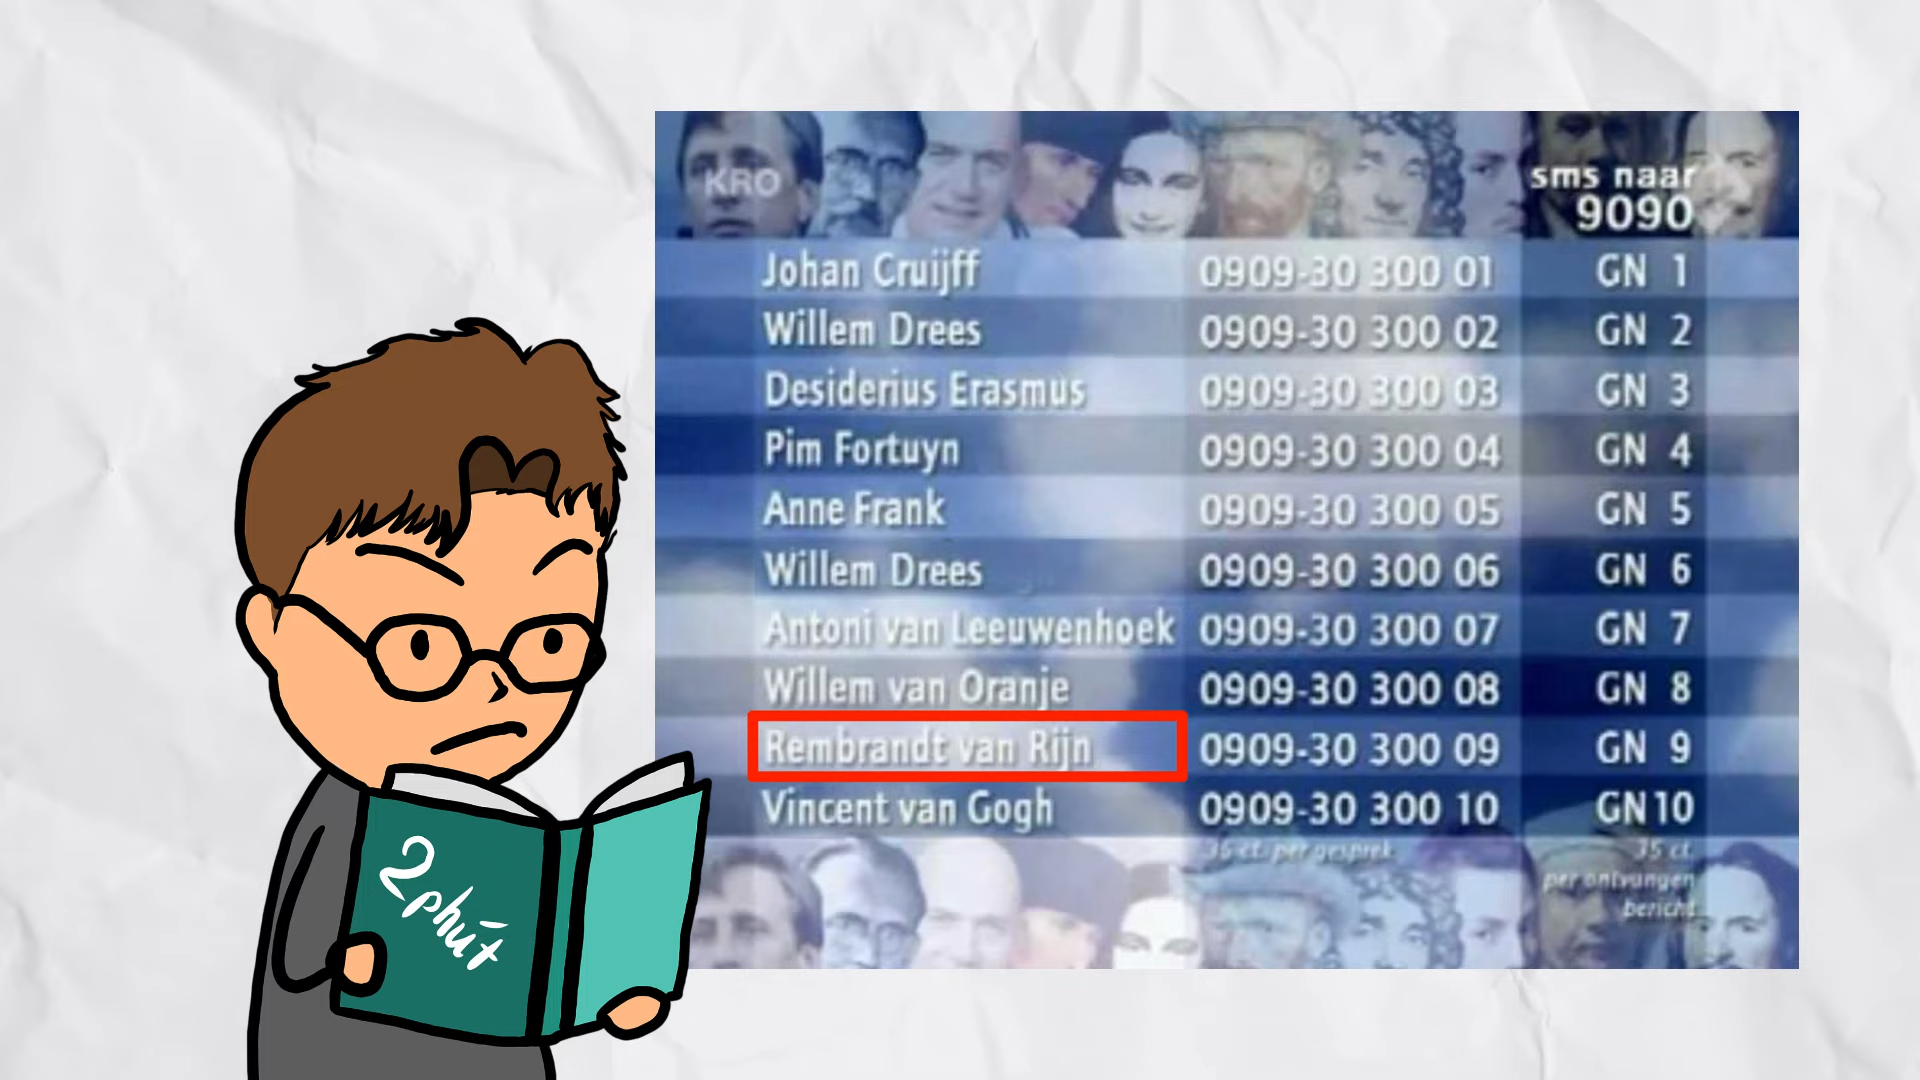 KRO
sms naar
9090
Johan Cruijff 0909-30 300 01 GN 1
Willem Drees 0909-30 300 02 GN 2
Desiderius Erasmus 0909-30 300 03 GN 3
Pim Fortuyn 0909-30 300 04 GN 4
Anne Frank 0909-30 300 05 GN 5
Willem Drees 0909-30 300 06 GN 6
Antoni van Leeuwenhoek 0909-30 300 07 GN 7
Willem van Oranje 0909-30 300 08 GN 8
Rembrandt van Rijn 0909-30 300 09 GN 9
Vincent van Gogh 0909-30 300 10 GN 10
ct. per gesprek 35 ct.
per ontvangen
bericht
2 phút